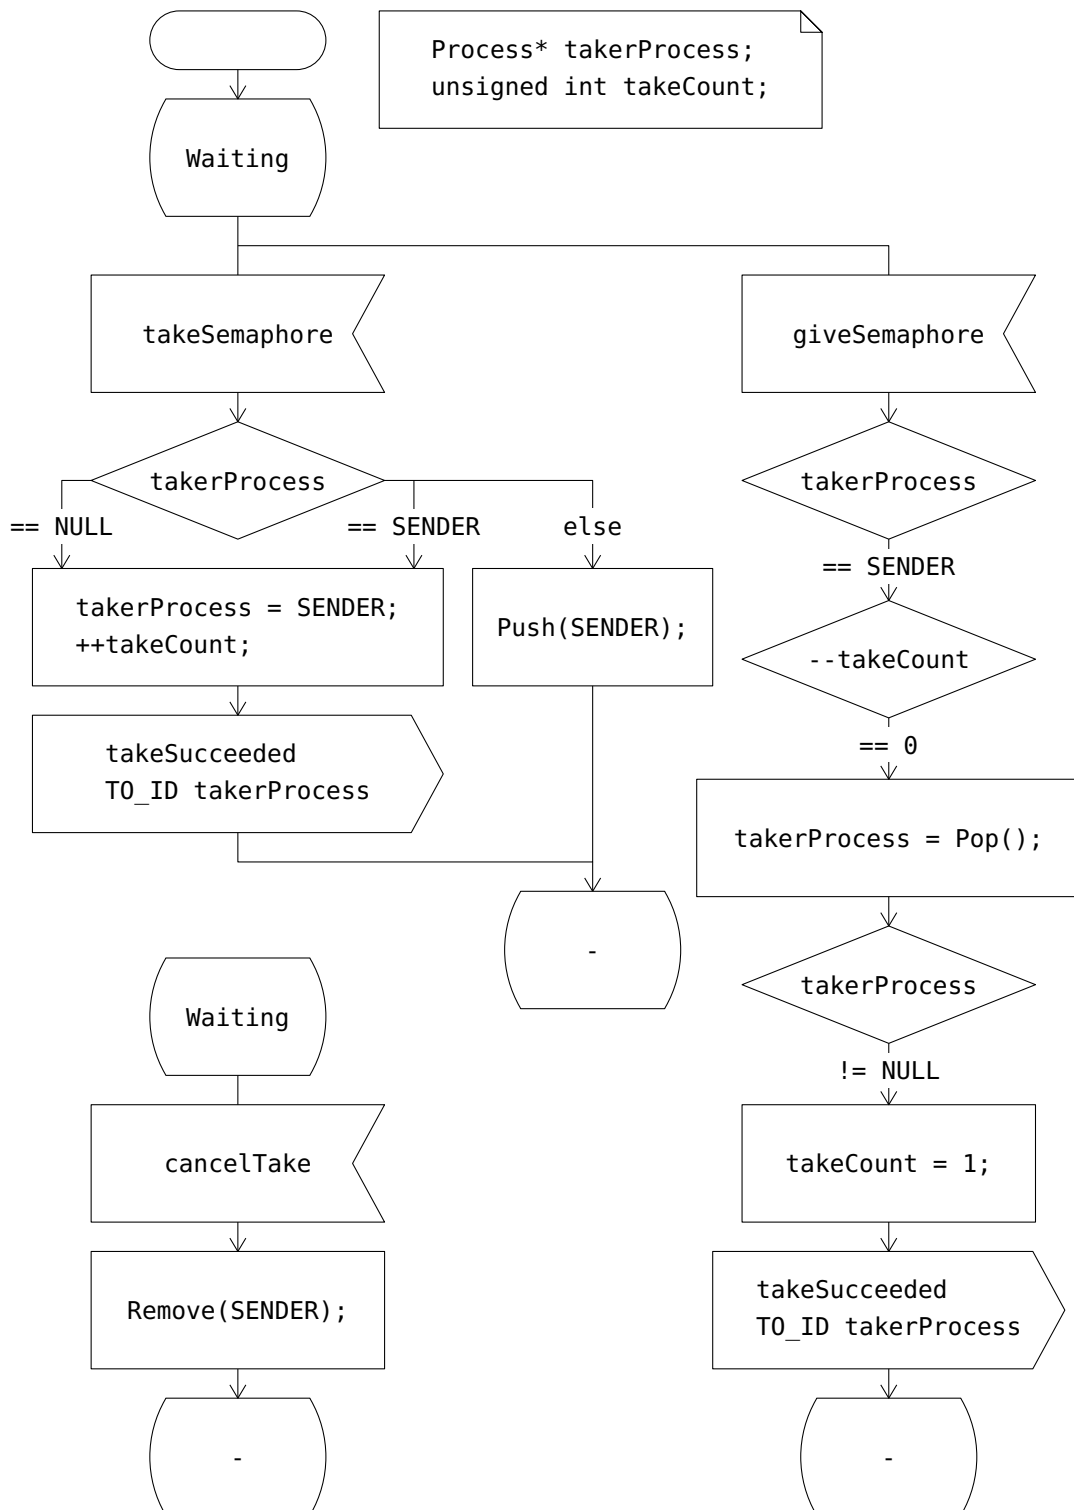 Process* takerProcess;
unsigned int takeCount;
Waiting
takeSemaphore
giveSemaphore
takerProcess
takerProcess
== NULL
== SENDER
else
== SENDER
takerProcess = SENDER;
++takeCount;
Push(SENDER);
--takeCount
== 0
takeSucceeded
TO_ID takerProcess
takerProcess = Pop();
-
takerProcess
Waiting
!= NULL
cancelTake
takeCount = 1;
Remove(SENDER);
takeSucceeded
TO_ID takerProcess
-
-